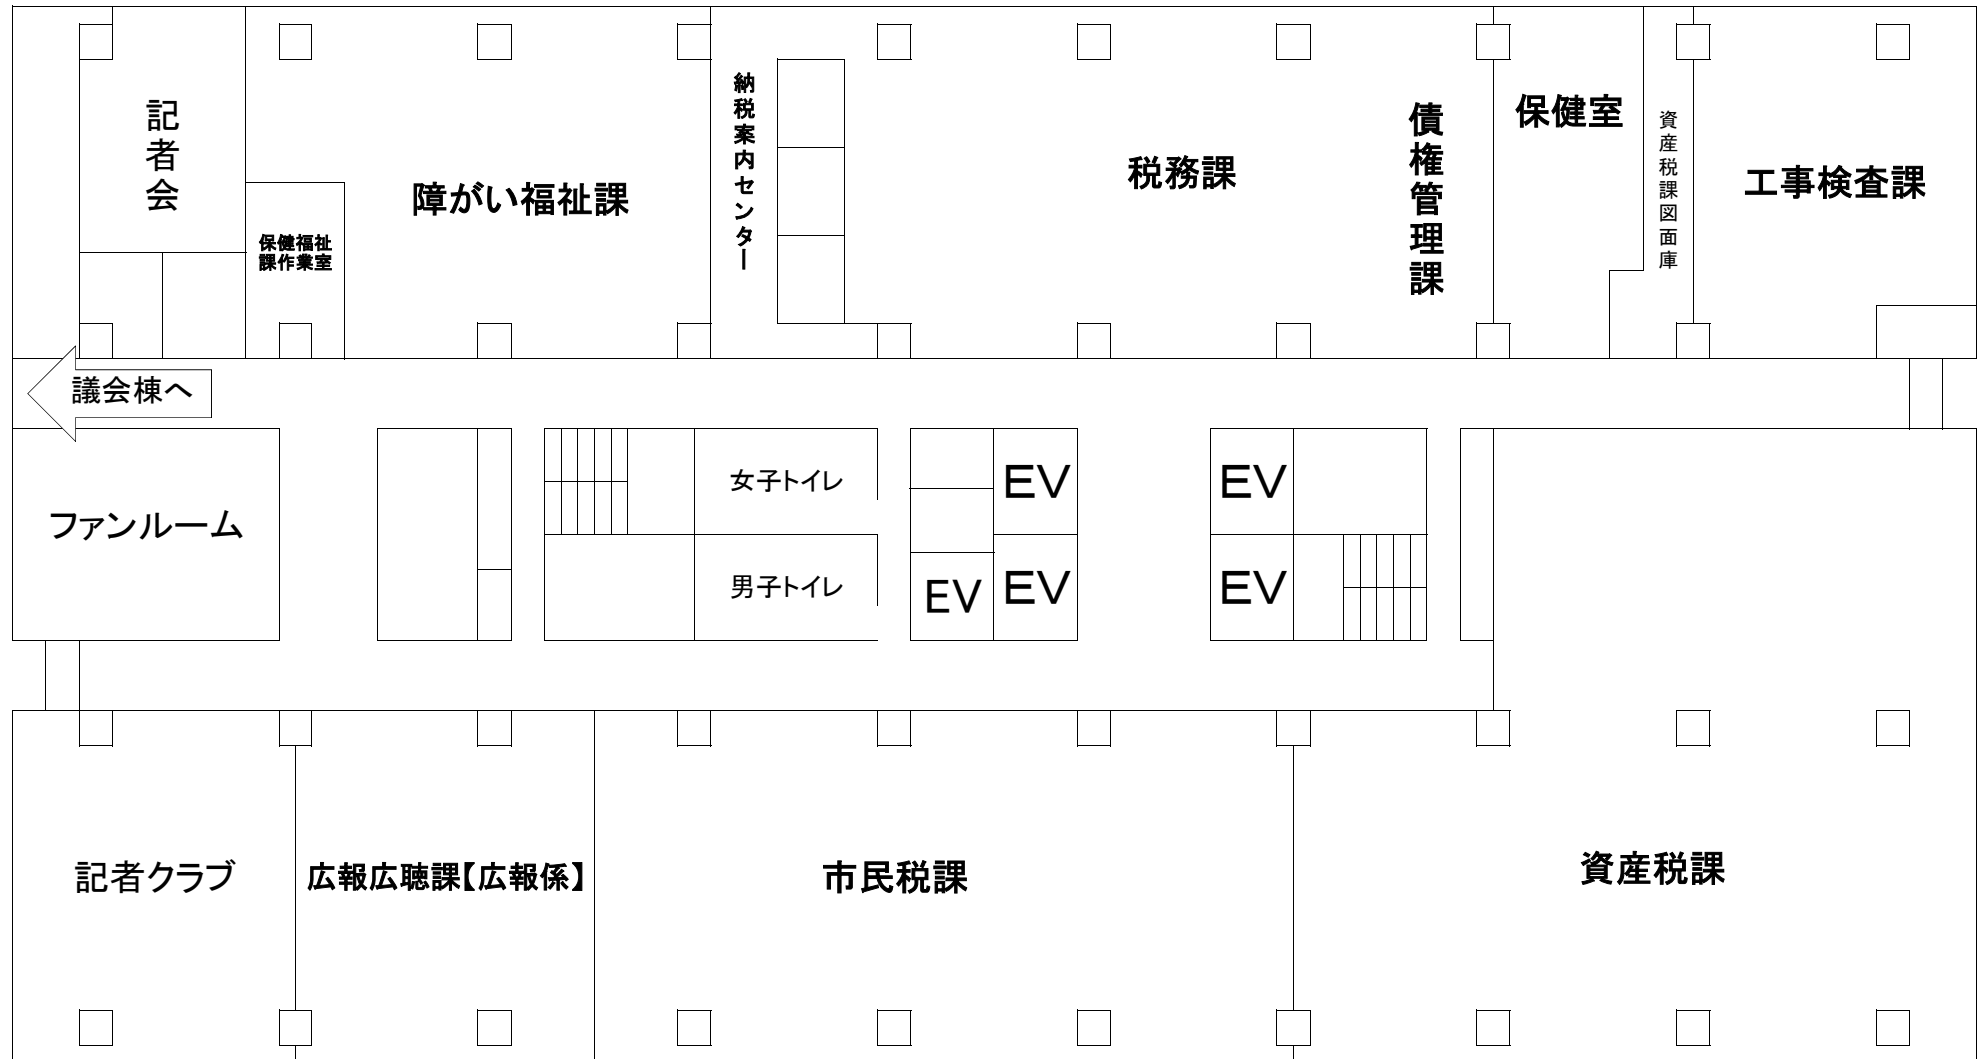 記者会
保健福祉
課作業室
障がい福祉課
納税案内センター
税務課
債権管理課
保健室
資産税課図面庫
工事検査課
議会棟へ
ファンルーム
女子トイレ
男子トイレ
EV
EV
EV
EV
EV
記者クラブ
広報広聴課【広報係】
市民税課
資産税課